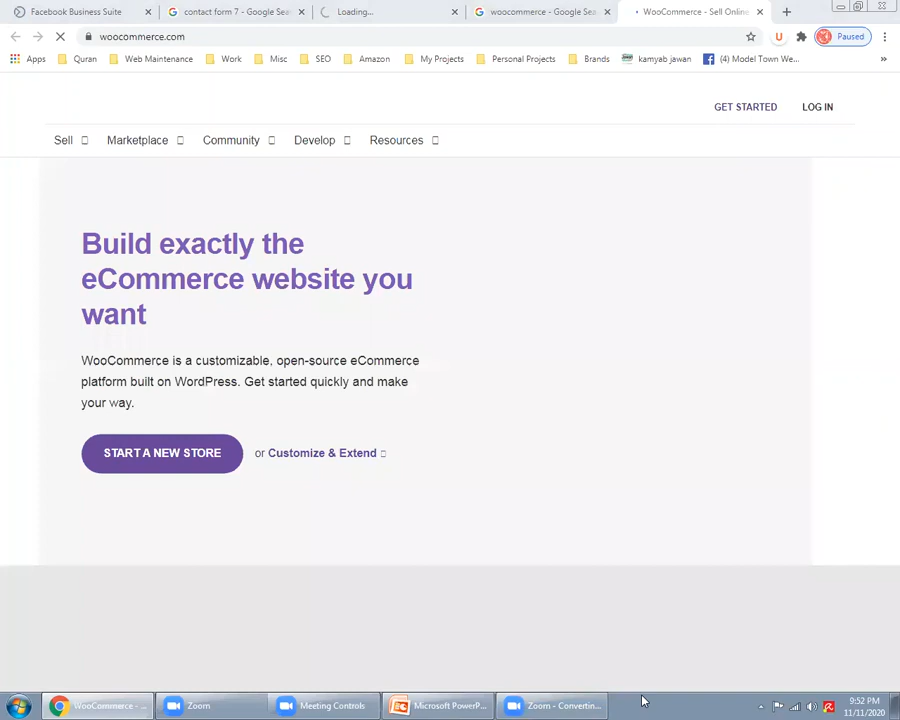 Facebook Business Suite
contact form 7 - Google Sea
Loading...
woocommerce - Google Sea
WooCommerce - Sell Online
woocommerce.com
U
Paused
Apps
Quran
Web Maintenance
Work
Misc
SEO
Amazon
My Projects
Personal Projects
Brands
kamyab jawan
(4) Model Town We...
»
GET STARTED
LOG IN
Sell
Marketplace
Community
Develop
Resources
Build exactly the
eCommerce website you
want
WooCommerce is a customizable, open-source eCommerce
platform built on WordPress. Get started quickly and make
your way.
START A NEW STORE
or Customize & Extend
WooCommerce - ...
Zoom
Meeting Controls
Microsoft PowerP...
Zoom - Convertin...
9:52 PM
11/11/2020